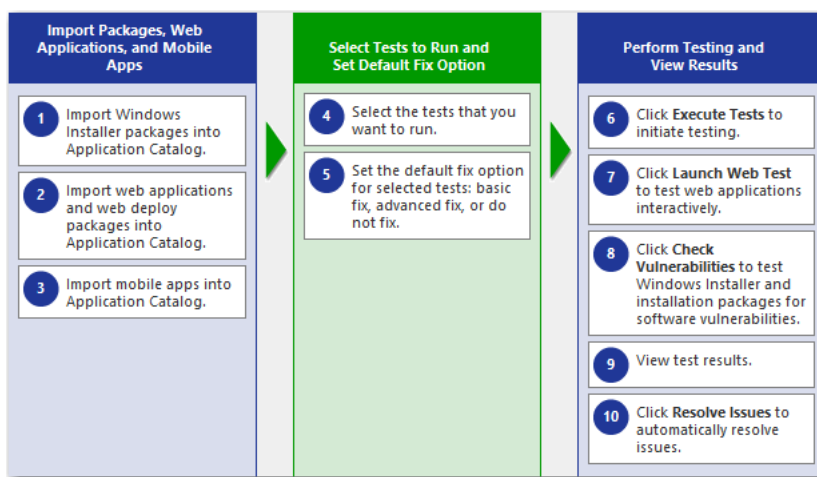 Import Packages, Web
Applications, and Mobile
Apps
1
Import Windows
Installer packages into
Application Catalog.
2
Import web applications
and web deploy
packages into
Application Catalog.
3
Import mobile apps into
Application Catalog.
Select Tests to Run and
Set Default Fix Option
4
Select the tests that you
want to run.
5
Set the default fix option
for selected tests: basic
fix, advanced fix, or do
not fix.
Perform Testing and
View Results
6
Click Execute Tests to
initiate testing.
7
Click Launch Web Test
to test web applications
interactively.
8
Click Check
Vulnerabilities to test
Windows Installer and
installation packages for
software vulnerabilities.
9
View test results.
10
Click Resolve Issues to
automatically resolve
issues.